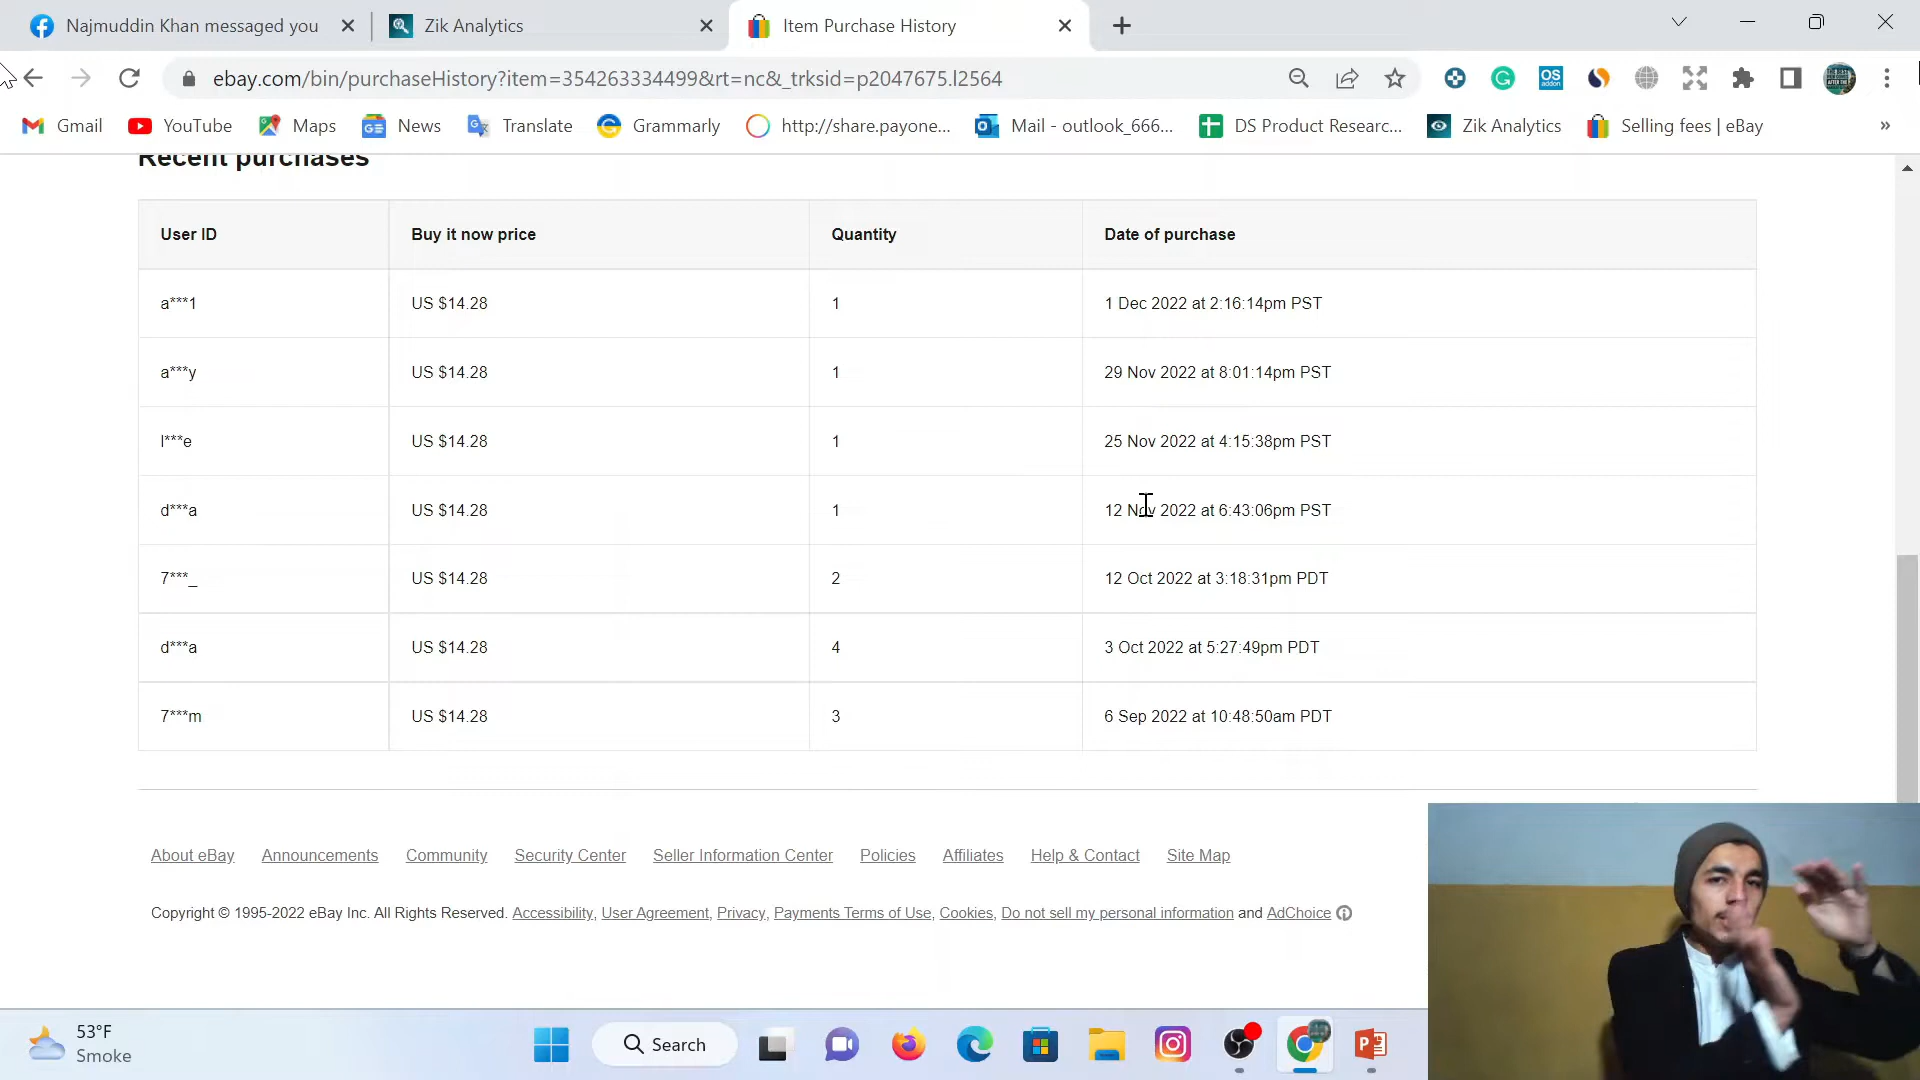 Najmuddin Khan messaged you
Zik Analytics
Item Purchase History
ebay.com/bin/purchaseHistory?item=354263334499&rt=nc&_trksid=p2047675.l2564
Gmail
YouTube
Maps
News
Translate
Grammarly
http://share.payone...
Mail - outlook_666...
DS Product Researc...
Zik Analytics
Selling fees | eBay
»
Recent purchases
User ID Buy it now price Quantity Date of purchase
a***1 US $14.28 1 1 Dec 2022 at 2:16:14pm PST
a***y US $14.28 1 29 Nov 2022 at 8:01:14pm PST
l***e US $14.28 1 25 Nov 2022 at 4:15:38pm PST
d***a US $14.28 1 12 Nov 2022 at 6:43:06pm PST
7***_ US $14.28 2 12 Oct 2022 at 3:18:31pm PDT
d***a US $14.28 4 3 Oct 2022 at 5:27:49pm PDT
7***m US $14.28 3 6 Sep 2022 at 10:48:50am PDT
About eBay Announcements Community Security Center Seller Information Center Policies Affiliates Help & Contact Site Map
Copyright © 1995-2022 eBay Inc. All Rights Reserved. Accessibility, User Agreement, Privacy, Payments Terms of Use, Cookies, Do not sell my personal information and AdChoice
53°F
Smoke
Search